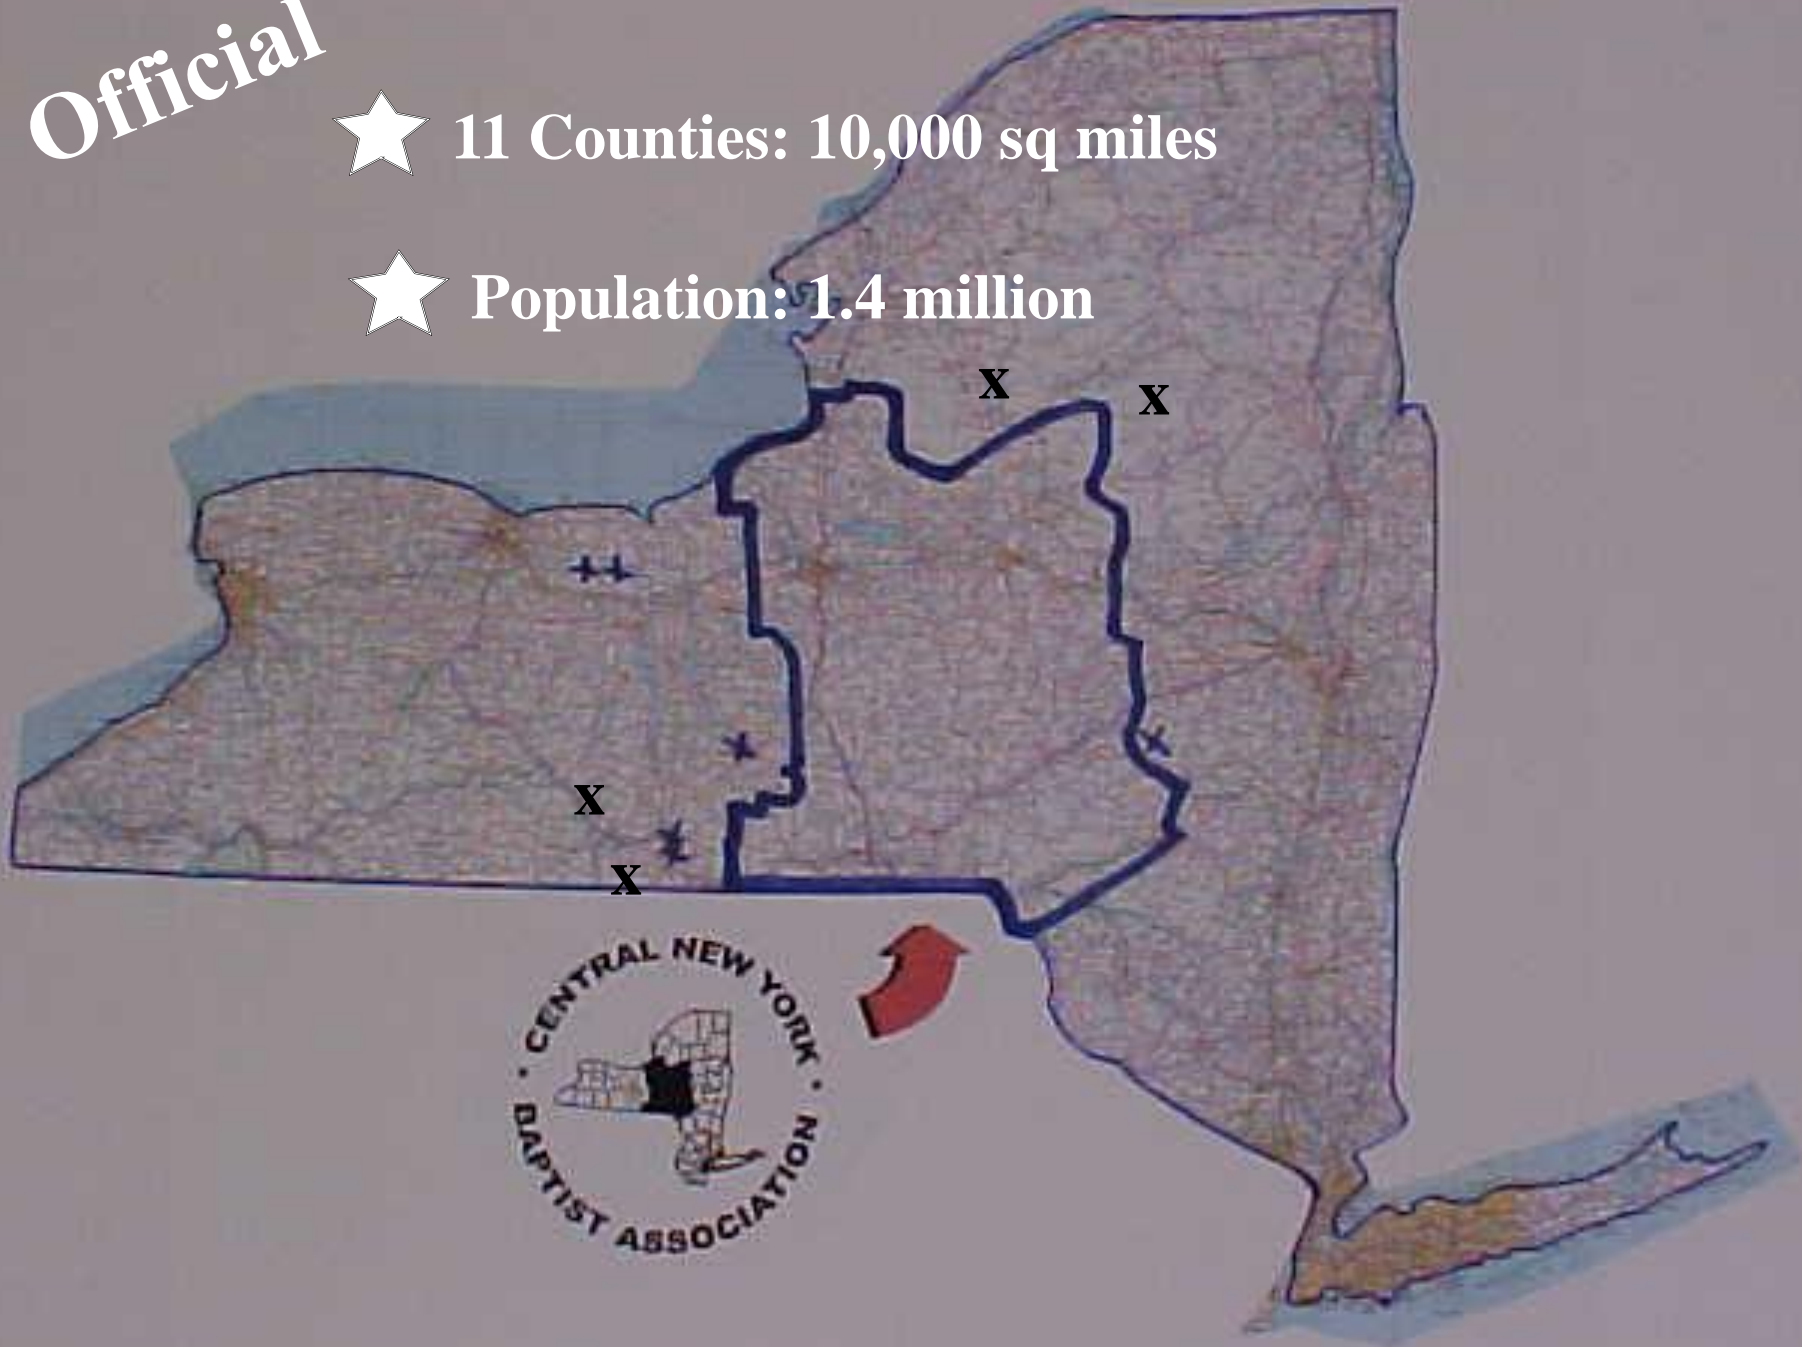 Official
11 Counties: 10,000 sq miles
Population: 1.4 million
x
x
x
x
CENTRAL NEW YORK
BAPTIST ASSOCIATION